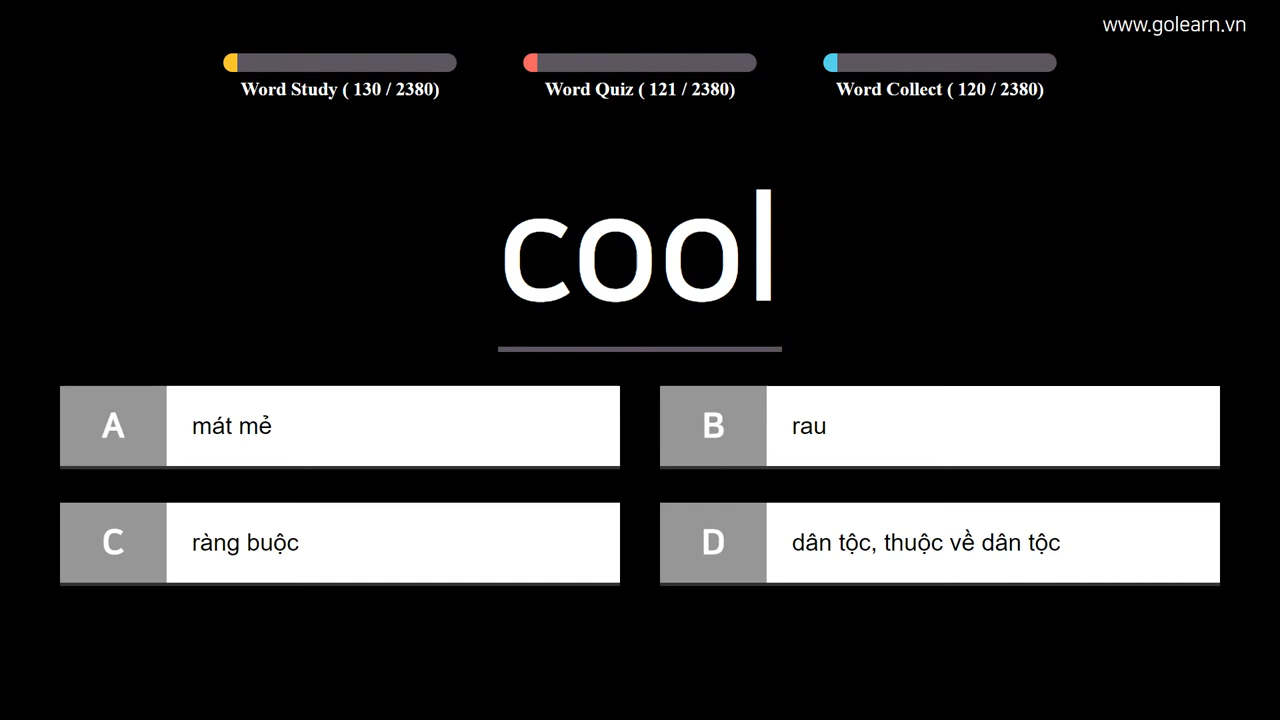 www.golearn.vn
Word Study ( 130 / 2380)
Word Quiz ( 121 / 2380)
Word Collect ( 120 / 2380)
cool
A mát mẻ
B rau
C ràng buộc
D dân tộc, thuộc về dân tộc